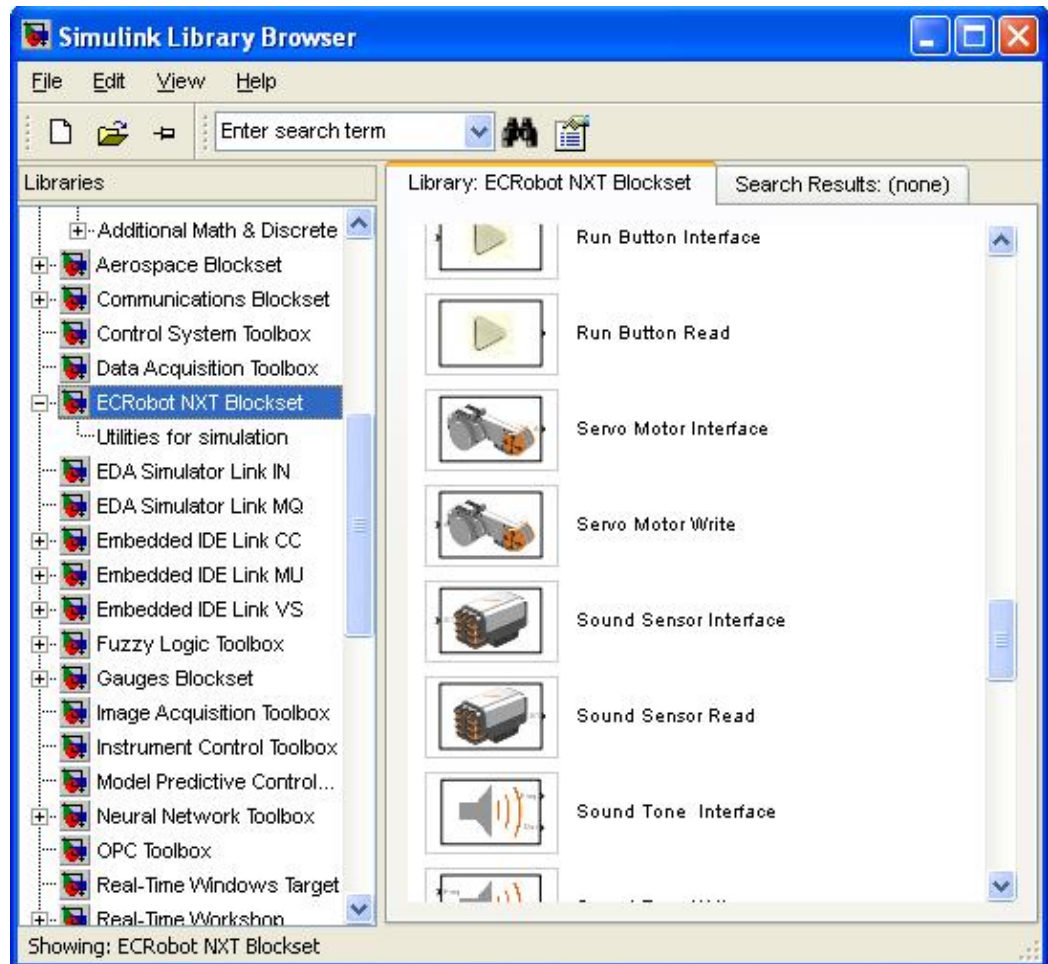 Simulink Library Browser
File Edit View Help
Enter search term
Libraries
Additional Math & Discrete
Aerospace Blockset
Communications Blockset
Control System Toolbox
Data Acquisition Toolbox
ECRobot NXT Blockset
Utilities for simulation
EDA Simulator Link IN
EDA Simulator Link MQ
Embedded IDE Link CC
Embedded IDE Link MU
Embedded IDE Link VS
Fuzzy Logic Toolbox
Gauges Blockset
Image Acquisition Toolbox
Instrument Control Toolbox
Model Predictive Control...
Neural Network Toolbox
OPC Toolbox
Real-Time Windows Target
Real-Time Workshop
Library: ECRobot NXT Blockset
Search Results: (none)
Run Button Interface
Run Button Read
Servo Motor Interface
Servo Motor Write
Sound Sensor Interface
Sound Sensor Read
Sound Tone Interface
Showing: ECRobot NXT Blockset